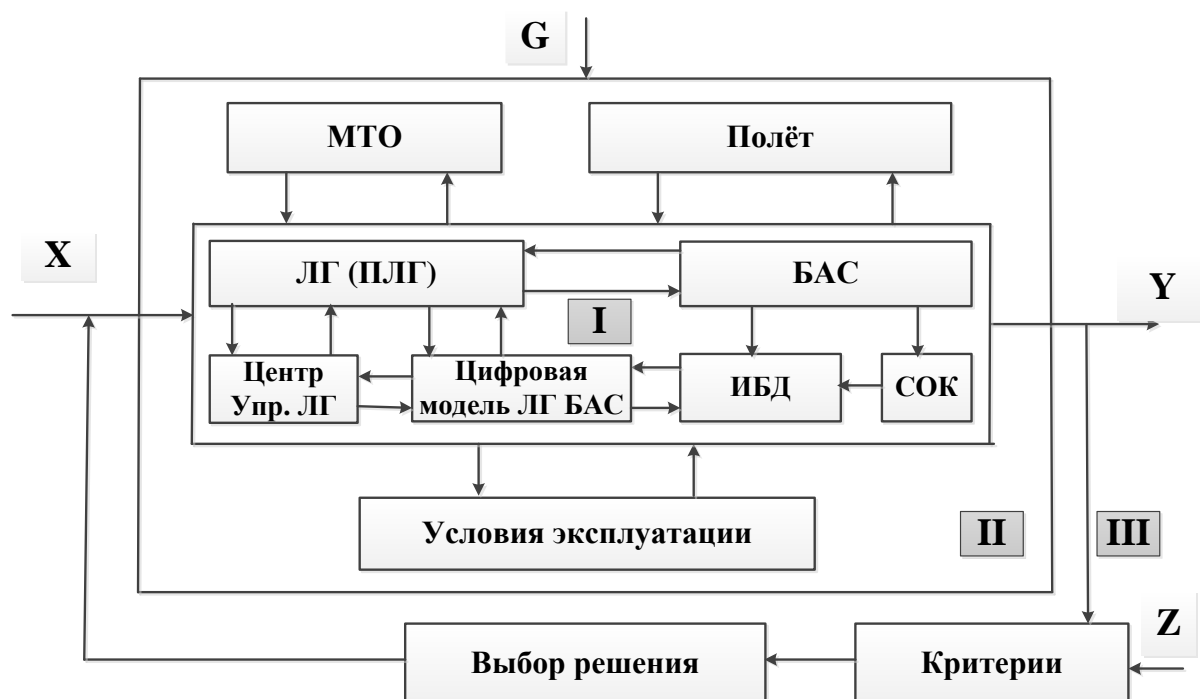 G
МТО
Полёт
X
ЛГ (ПЛГ)
БАС
Y
I
Центр
Упр. ЛГ
Цифровая
модель ЛГ БАС
ИБД
СОК
Условия эксплуатации
II
III
Z
Выбор решения
Критерии